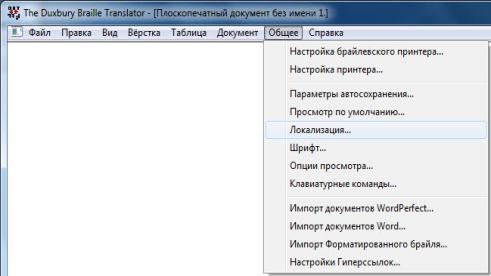 The Duxbury Braille Translator - [Плоскопечатный документ без имени 1.]
Файл Правка Вид Вёрстка Таблица Документ Общее Справка
Настройка брайлевского принтера...
Настройка принтера...
Параметры автосохранения...
Просмотр по умолчанию...
Локализация...
Шрифт...
Опции просмотра...
Клавиатурные команды...
Импорт документов WordPerfect...
Импорт документов Word...
Импорт Форматированного брайля...
Настройки Гиперссылок...